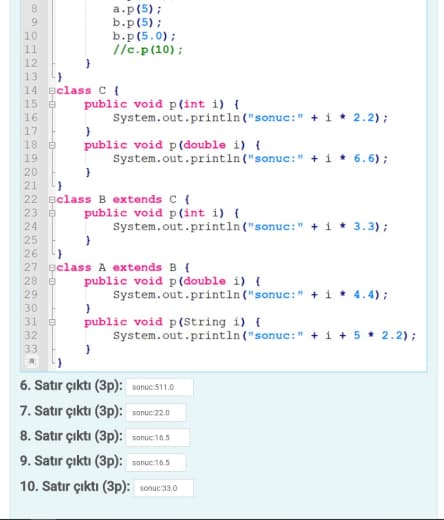 8 a.p(5);
9 b.p(5);
10 b.p(5.0);
11 //c.p(10);
12 }
13 }
14 class C {
15 public void p(int i) {
16 System.out.println("sonuc:" + i * 2.2);
17 }
18 public void p(double i) {
19 System.out.println("sonuc:" + i * 6.6);
20 }
21 }
22 class B extends C {
23 public void p(int i) {
24 System.out.println("sonuc:" + i * 3.3);
25 }
26 }
27 class A extends B {
28 public void p(double i) {
29 System.out.println("sonuc:" + i * 4.4);
30 }
31 public void p(String i) {
32 System.out.println("sonuc:" + i + 5 * 2.2);
33 }
}
6. Satır çıktı (3p): sonuc:511.0
7. Satır çıktı (3p): sonuc:22.0
8. Satır çıktı (3p): sonuc:16.5
9. Satır çıktı (3p): sonuc:16.5
10. Satır çıktı (3p): sonuc:33.0